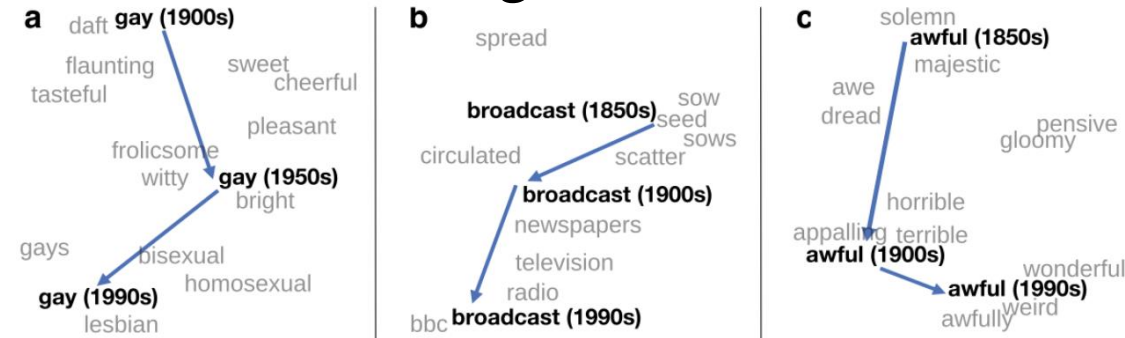 a
daft gay (1900s)
flaunting
sweet
tasteful
cheerful
pleasant
frolicsome
witty
gay (1950s)
bright
gays
bisexual
homosexual
gay (1990s)
lesbian
b
spread
broadcast (1850s)
sow
seed
sows
circulated
scatter
broadcast (1900s)
newspapers
television
radio
bbc broadcast (1990s)
c
solemn
awful (1850s)
majestic
awe
dread
pensive
gloomy
horrible
appalling terrible
awful (1900s)
wonderful
awful (1990s)
weird
awfully